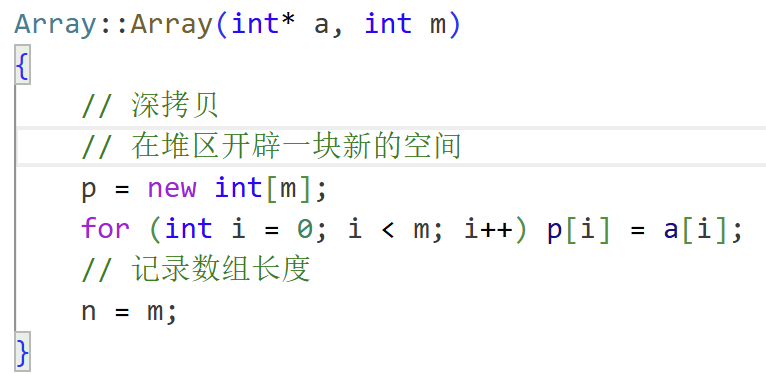 Array::Array(int* a, int m)
{
    // 深拷贝
    // 在堆区开辟一块新的空间
    p = new int[m];
    for (int i = 0; i < m; i++) p[i] = a[i];
    // 记录数组长度
    n = m;
}